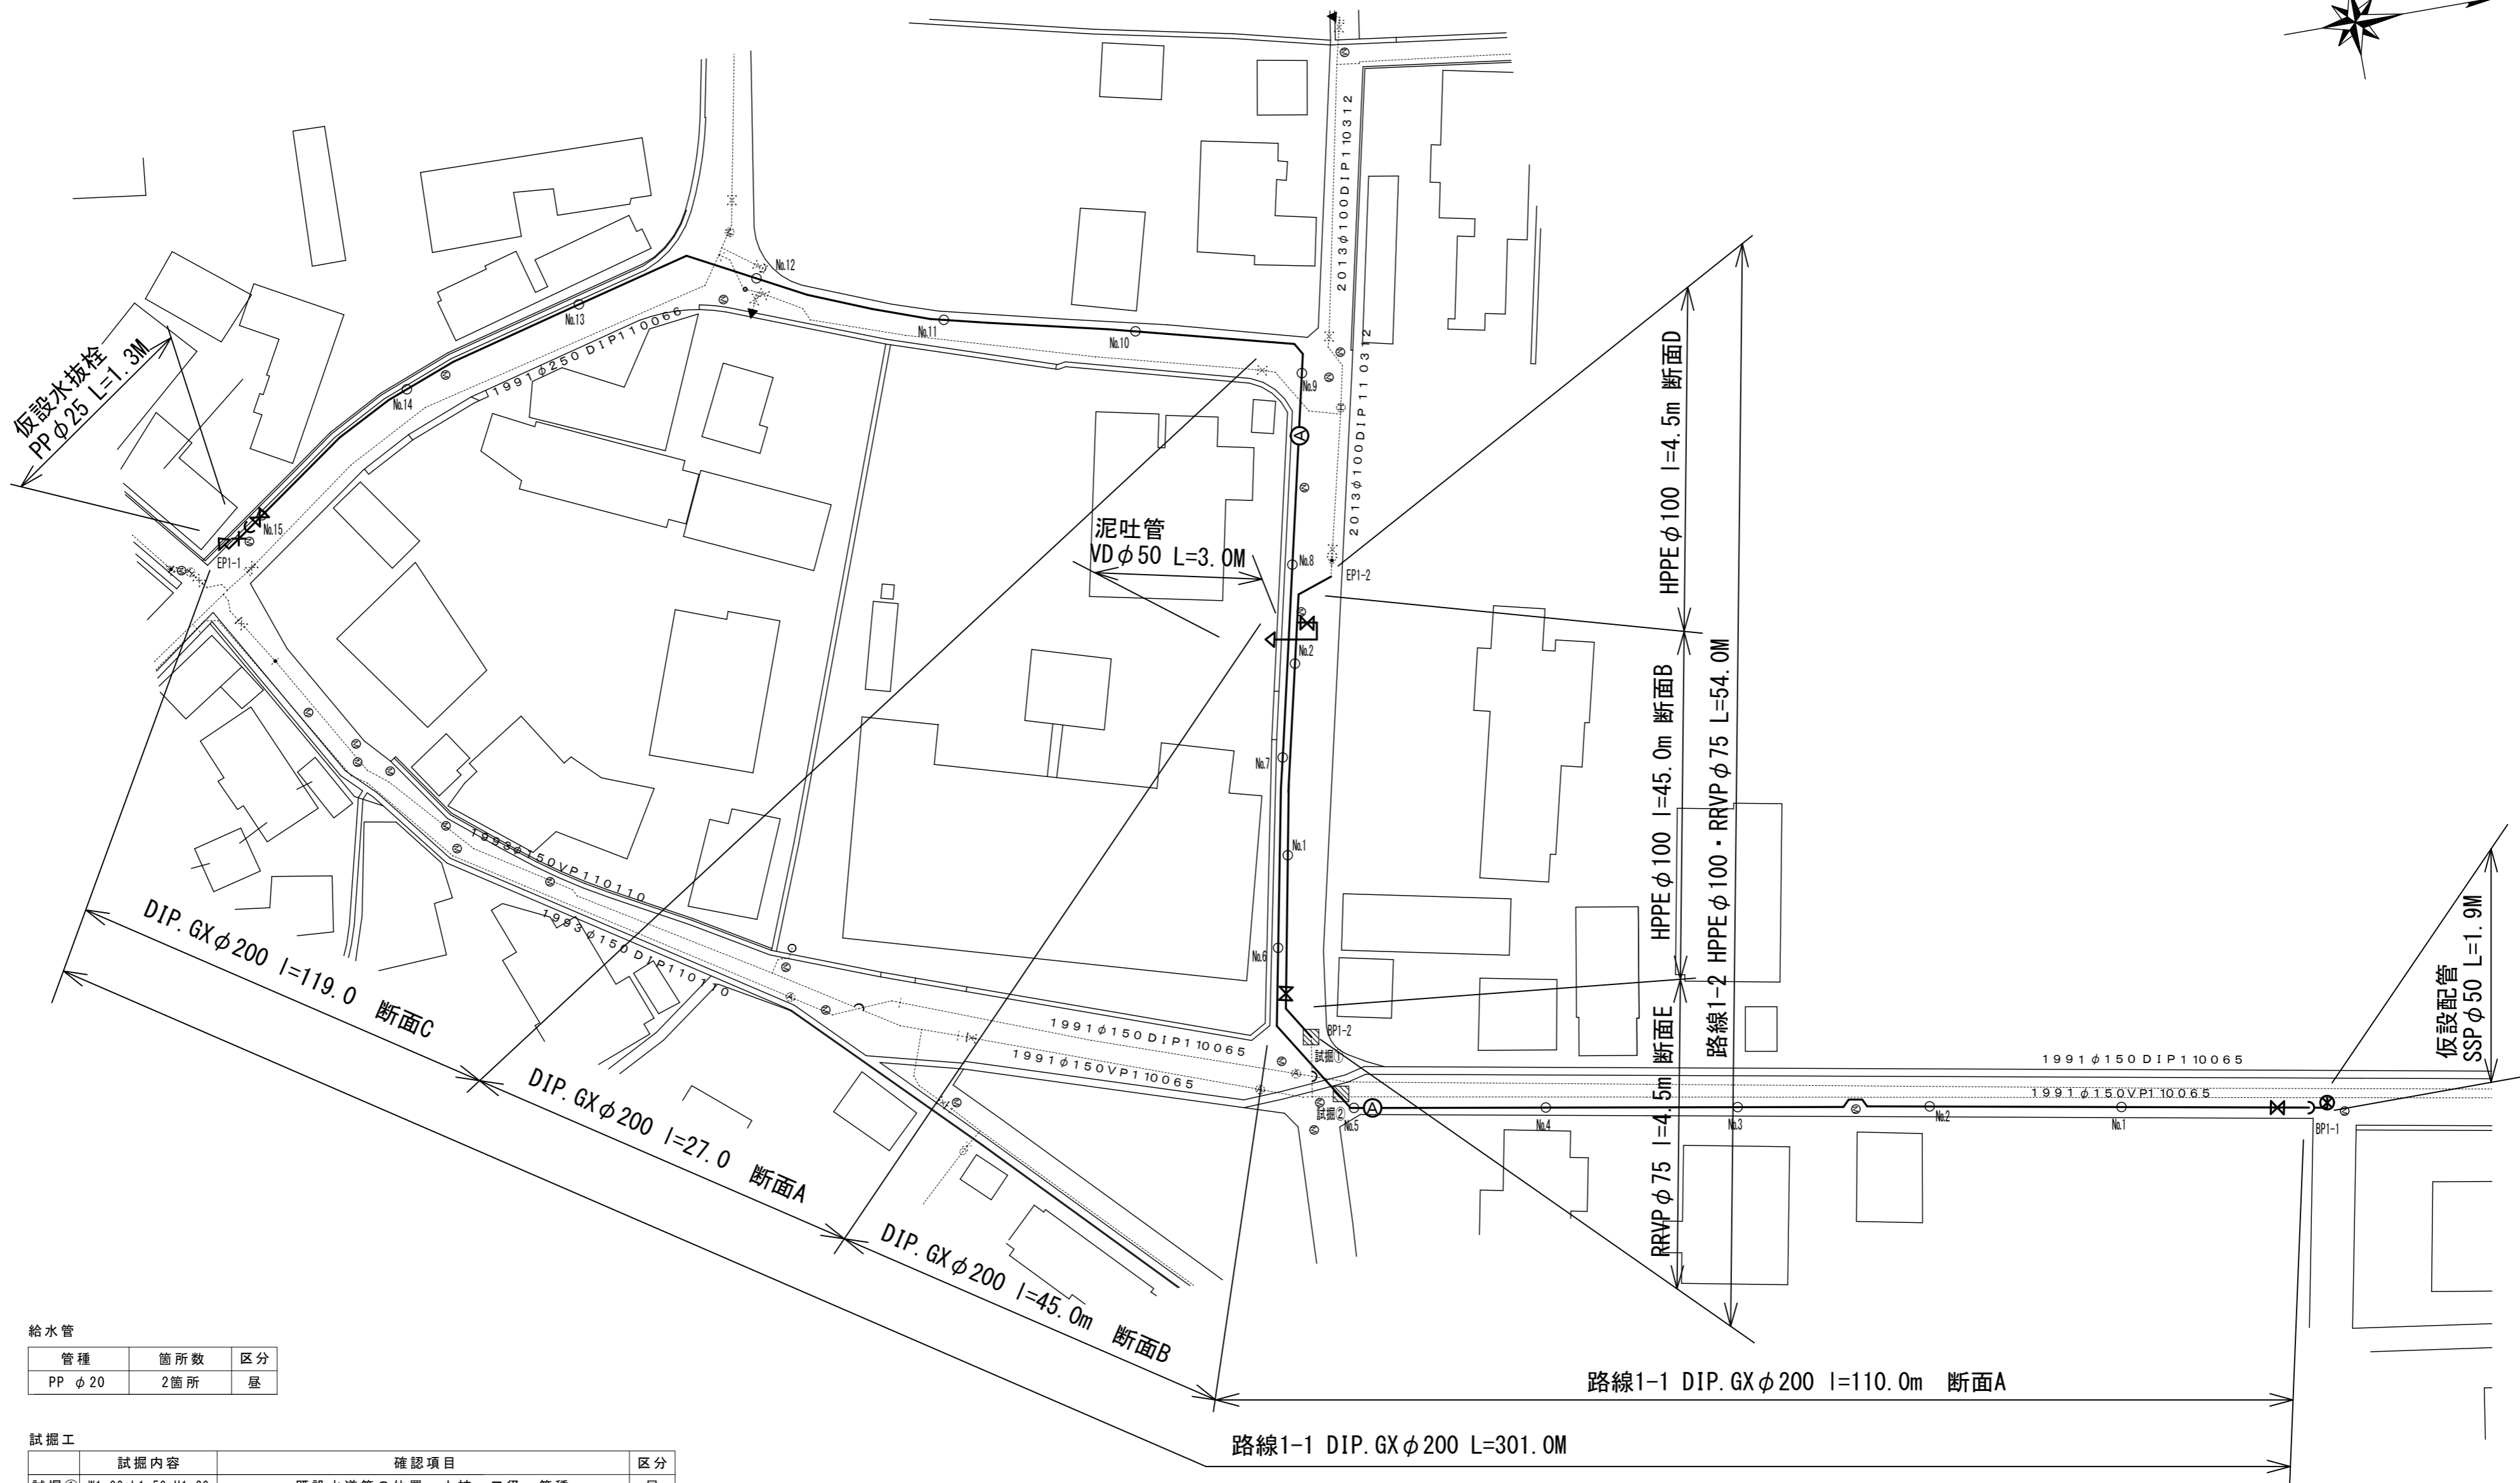 2013φ100DIP110312
No.12
No.13
No.11
No.10
No.9
No.14
1991φ250 DIP110066
仮設水抜栓
PPφ25 L=1.3M
2013φ100DIP110312
HPPEφ100 l=4.5m 断面D
泥吐管
VDφ50 L=3.0M
No.15
EP1-1
No.8
EP1-2
No.2
HPPEφ100 l=45.0m 断面B
路線1-2 HPPEφ100・RRVPφ75 L=54.0M
No.7
No.1
1993φ150VP110110
1993φ150DIP110110
No.6
DIP.GXφ200 l=119.0 断面C
DIP.GXφ200 l=27.0 断面A
DIP.GXφ200 l=45.0m 断面B
1991φ150DIP110065
1991φ150VP110065
BP1-2
試掘①
試掘②
RRVPφ75 l=4.5m 断面E
1991φ150DIP110065
1991φ150VP110065
仮設配管
SSPφ50 L=1.9M
Ⓐ
Ⓐ
No.5
No.4
No.3
No.2
No.1
BP1-1
路線1-1 DIP.GXφ200 l=110.0m 断面A
路線1-1 DIP.GXφ200 L=301.0M
給水管
管種 箇所数 区分
PP φ20 2箇所 昼
試掘工
試掘内容 確認項目 区分